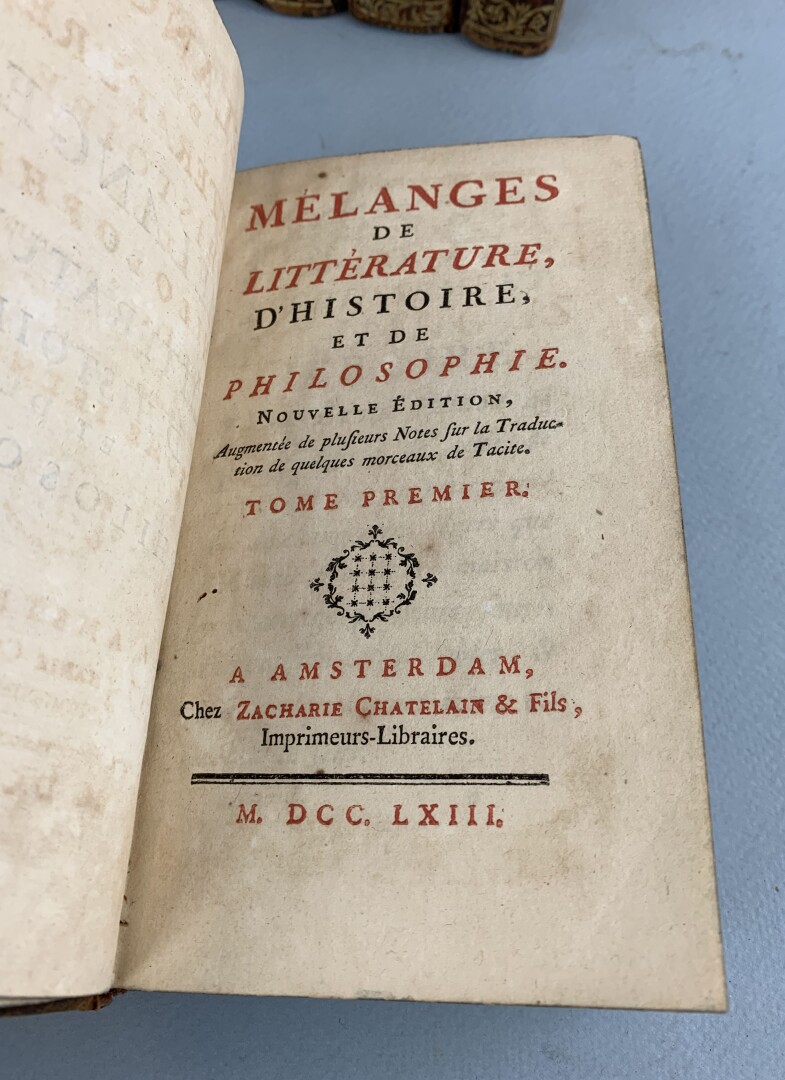 MÉLANGES
DE
LITTÉRATURE,
D'HISTOIRE,
ET DE
PHILOSOPHIE.
NOUVELLE ÉDITION,
Augmentée de pluſieurs Notes ſur la Traduc-
tion de quelques morceaux de Tacite.
TOME PREMIER.
A AMSTERDAM,
Chez ZACHARIE CHATELAIN & Fils,
Imprimeurs-Libraires.
M. DCC. LXIII.